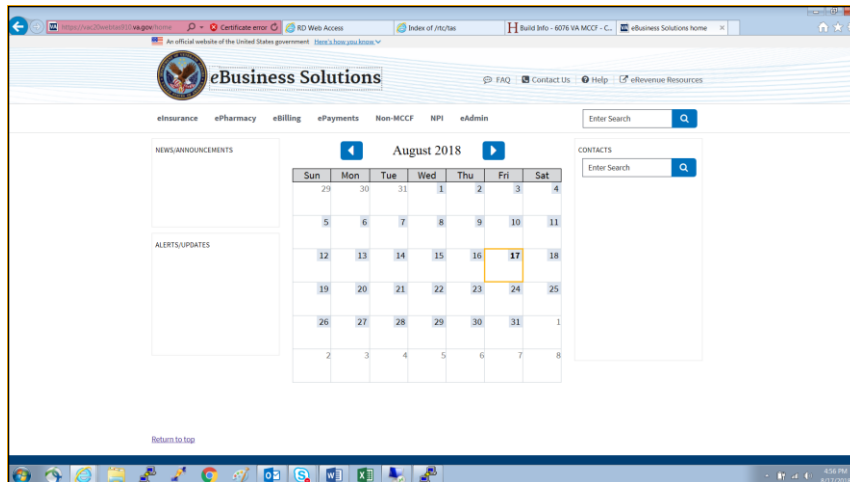 https://vac20webtas810.va.gov/home
Certificate error
RD Web Access
Index of /rtc/tas
Build Info - 6076 VA MCCF - C...
eBusiness Solutions home
An official website of the United States government Here's how you know
eBusiness Solutions
FAQ Contact Us Help eRevenue Resources
eInsurance ePharmacy eBilling ePayments Non-MCCF NPI eAdmin
Enter Search
NEWS/ANNOUNCEMENTS
August 2018
CONTACTS
Enter Search
Sun Mon Tue Wed Thu Fri Sat
29 30 31 1 2 3 4
5 6 7 8 9 10 11
ALERTS/UPDATES
12 13 14 15 16 17 18
19 20 21 22 23 24 25
26 27 28 29 30 31 1
2 3 4 5 6 7 8
Return to top
4:56 PM
8/17/2018